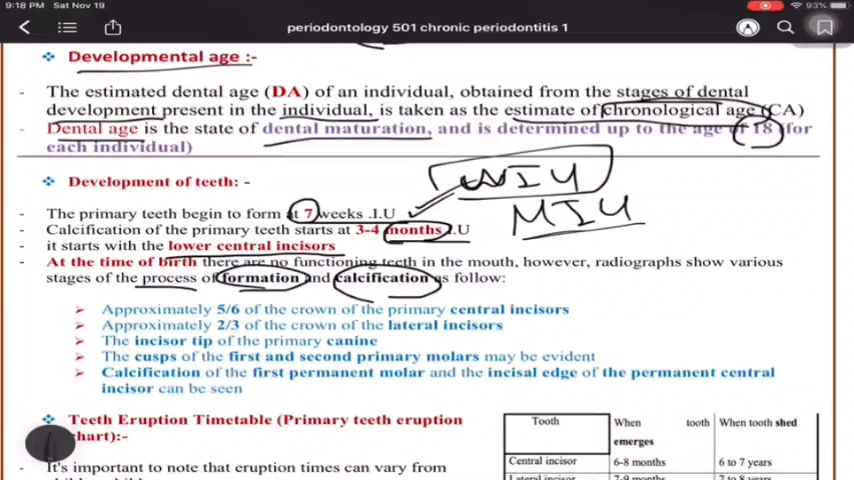 9:18 PM Sat Nov 19
93%
periodontology 501 chronic periodontitis 1
Developmental age :-
- The estimated dental age (DA) of an individual, obtained from the stages of dental
development present in the individual, is taken as the estimate of chronological age (CA)
- Dental age is the state of dental maturation, and is determined up to the age of 18 (for
each individual)
Development of teeth: -
WIU
MIU
- The primary teeth begin to form at 7 weeks .I.U
- Calcification of the primary teeth starts at 3-4 months I.U
- it starts with the lower central incisors
- At the time of birth there are no functioning teeth in the mouth, however, radiographs show various
stages of the process of formation and calcification as follow:
Approximately 5/6 of the crown of the primary central incisors
Approximately 2/3 of the crown of the lateral incisors
The incisor tip of the primary canine
The cusps of the first and second primary molars may be evident
Calcification of the first permanent molar and the incisal edge of the permanent central
incisor can be seen
Teeth Eruption Timetable (Primary teeth eruption
chart):-
- It's important to note that eruption times can vary from
Tooth When tooth emerges When tooth shed
Central incisor 6-8 months 6 to 7 years